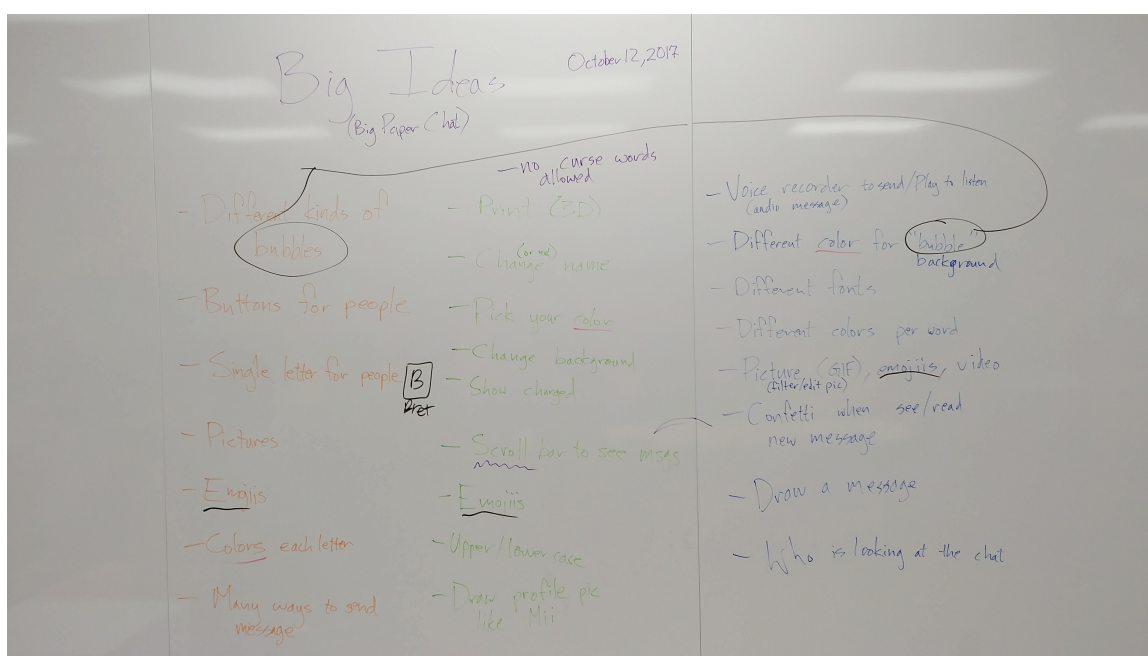 Big Ideas
October 12, 2017
(Big Paper Chat)
- no curse words
allowed
- Different kinds of
bubbles
- Buttons for people
- Single letter for people
B
Bret
- Pictures
- Emojis
- Colors each letter
- Many ways to send
message
- Print (3D)
(or me)
- Change name
- Pick your color
- Change background
- Show changed
- Scroll bar to see msgs
- Emojiis
- Upper/lower case
- Draw profile pic
like Mii
- Voice recorder to send/Play to listen
(audio message)
- Different color for "bubble"
background
- Different fonts
- Different colors per word
- Picture (GIF), emojiis, video
(filter/edit pic)
- Confetti when see/read
new message
- Draw a message
- Who is looking at the chat